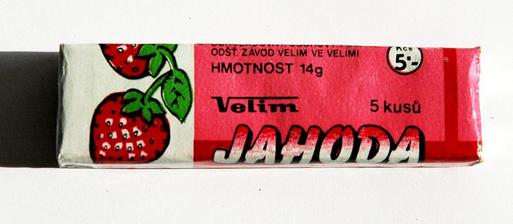 ODŠT. ZÁVOD VELIM VE VELIMI
HMOTNOST 14g
Kčs
5,-
Velim
5 kusů
JAHODA